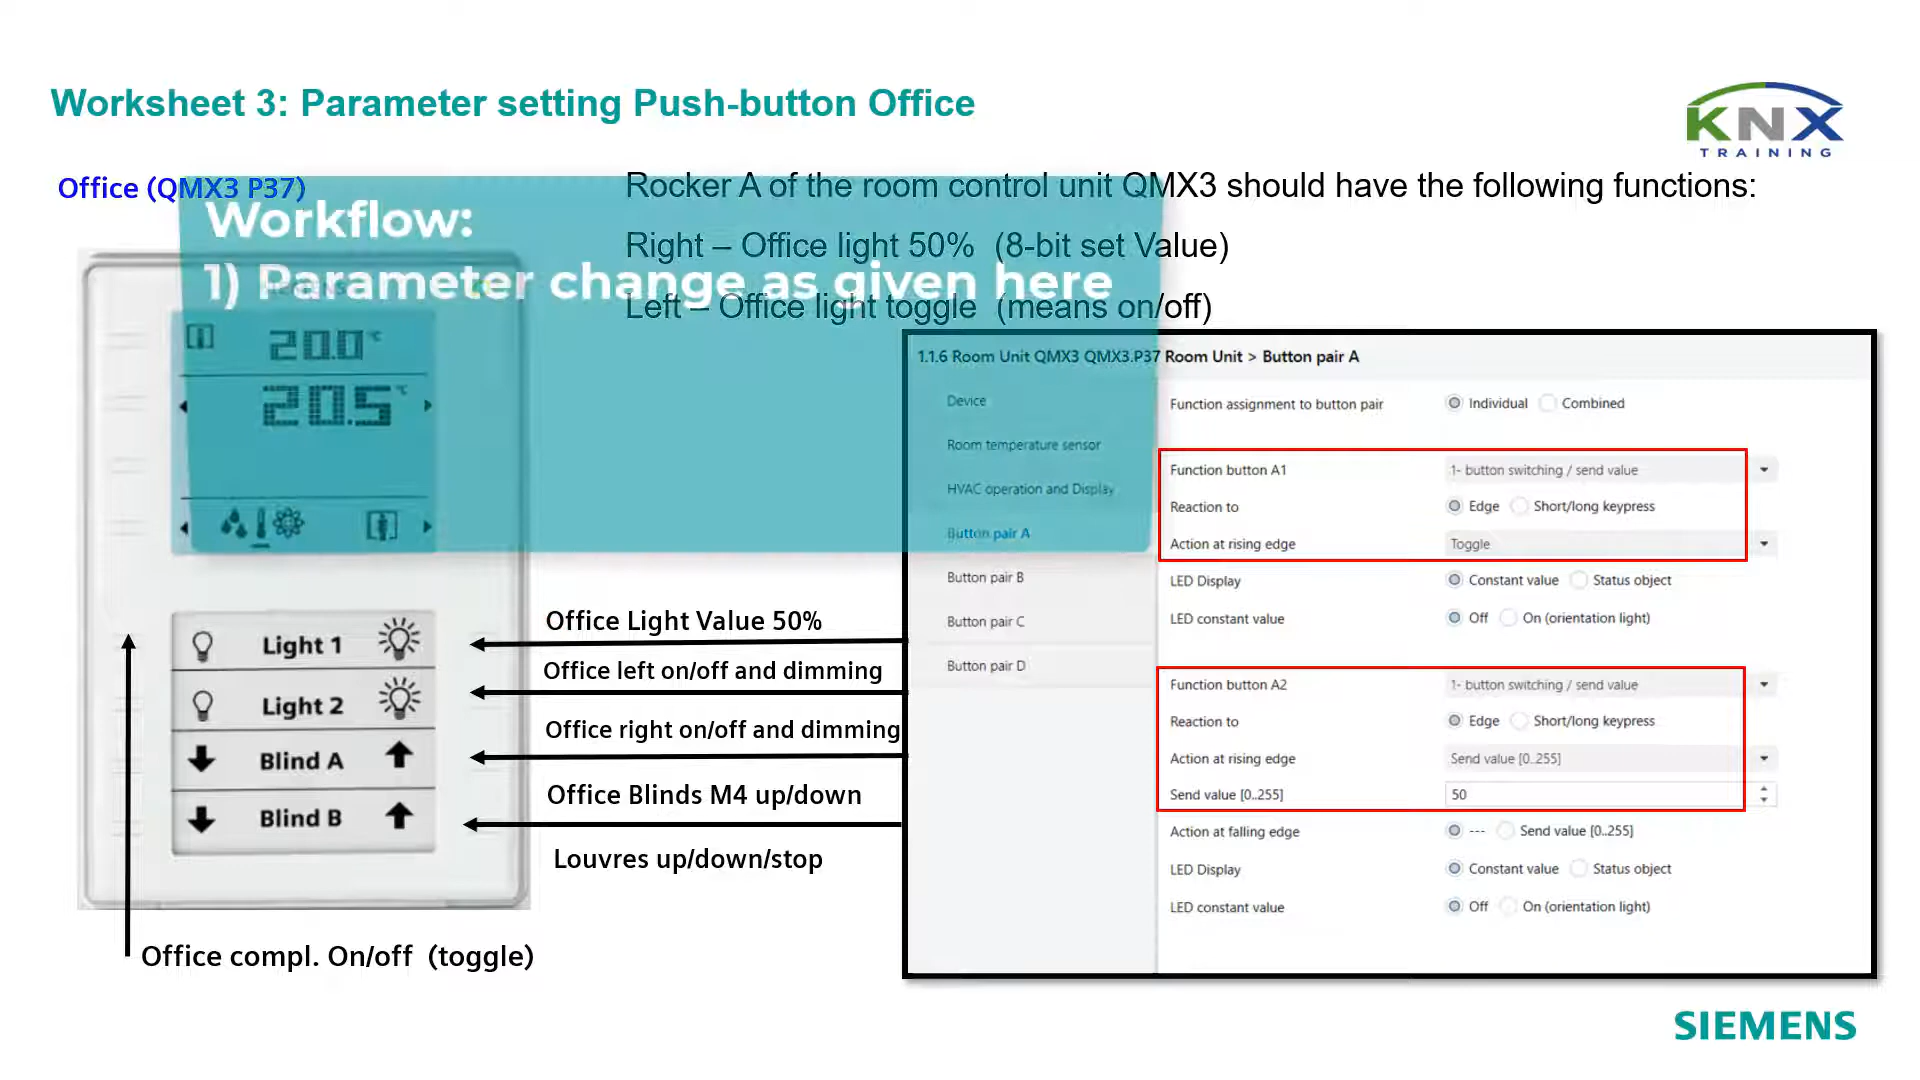 Worksheet 3: Parameter setting Push-button Office
KNX
TRAINING
Office (QMX3 P37)
Rocker A of the room control unit QMX3 should have the following functions:
Right – Office light 50% (8-bit set Value)
Left – Office light toggle (means on/off)
Workflow:
1) Parameter change as given here
20.0 °C
20.5 °C
Light 1
Light 2
Blind A
Blind B
Office Light Value 50%
Office left on/off and dimming
Office right on/off and dimming
Office Blinds M4 up/down
Louvres up/down/stop
Office compl. On/off (toggle)
1.1.6 Room Unit QMX3 QMX3.P37 Room Unit > Button pair A
Device
Room temperature sensor
HVAC operation and Display
Button pair A
Button pair B
Button pair C
Button pair D
Function assignment to button pair Individual Combined
Function button A1 1- button switching / send value
Reaction to Edge Short/long keypress
Action at rising edge Toggle
LED Display Constant value Status object
LED constant value Off On (orientation light)
Function button A2 1- button switching / send value
Reaction to Edge Short/long keypress
Action at rising edge Send value [0..255]
Send value [0..255] 50
Action at falling edge --- Send value [0..255]
LED Display Constant value Status object
LED constant value Off On (orientation light)
SIEMENS